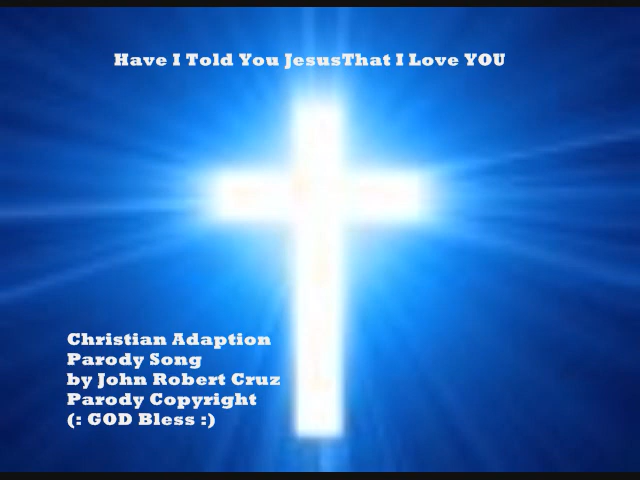 Have I Told You JesusThat I Love YOU
Christian Adaption
Parody Song
by John Robert Cruz
Parody Copyright
(: GOD Bless :)